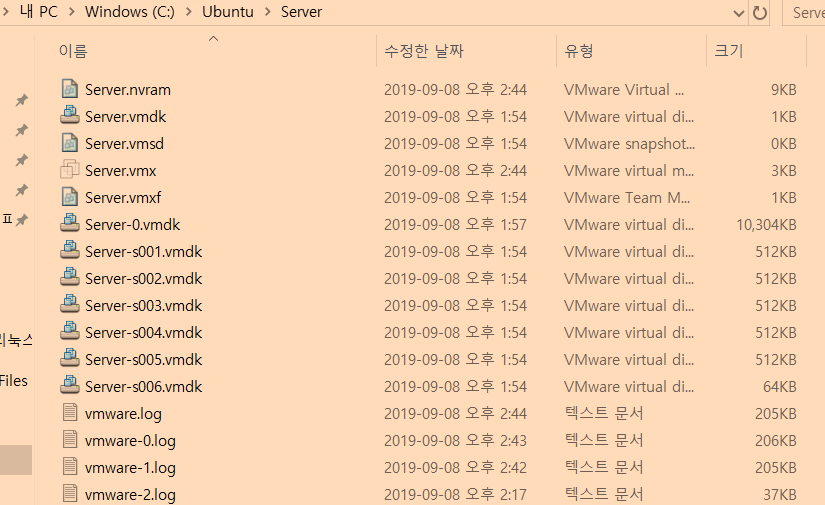 내 PC > Windows (C:) > Ubuntu > Server Serve
이름 수정한 날짜 유형 크기
Server.nvram 2019-09-08 오후 2:44 VMware Virtual ... 9KB
Server.vmdk 2019-09-08 오후 1:54 VMware virtual di... 1KB
Server.vmsd 2019-09-08 오후 1:54 VMware snapshot... 0KB
Server.vmx 2019-09-08 오후 2:44 VMware virtual m... 3KB
Server.vmxf 2019-09-08 오후 1:54 VMware Team M... 1KB
ㅍ Server-0.vmdk 2019-09-08 오후 1:57 VMware virtual di... 10,304KB
Server-s001.vmdk 2019-09-08 오후 1:54 VMware virtual di... 512KB
Server-s002.vmdk 2019-09-08 오후 1:54 VMware virtual di... 512KB
Server-s003.vmdk 2019-09-08 오후 1:54 VMware virtual di... 512KB
리눅스 Server-s004.vmdk 2019-09-08 오후 1:54 VMware virtual di... 512KB
Server-s005.vmdk 2019-09-08 오후 1:54 VMware virtual di... 512KB
Files Server-s006.vmdk 2019-09-08 오후 1:54 VMware virtual di... 64KB
vmware.log 2019-09-08 오후 2:44 텍스트 문서 205KB
vmware-0.log 2019-09-08 오후 2:43 텍스트 문서 206KB
vmware-1.log 2019-09-08 오후 2:42 텍스트 문서 205KB
vmware-2.log 2019-09-08 오후 2:17 텍스트 문서 37KB